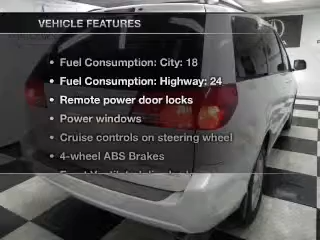 VEHICLE FEATURES
• Fuel Consumption: City: 18
• Fuel Consumption: Highway: 24
• Remote power door locks
• Power windows
• Cruise controls on steering wheel
• 4-wheel ABS Brakes